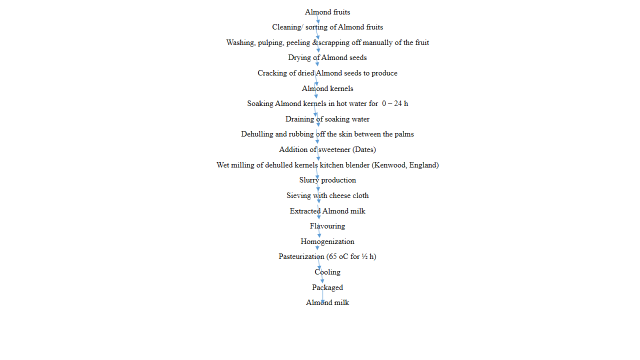 Almond fruits
Cleaning/ sorting of Almond fruits
Washing, pulping, peeling &scrapping off manually of the fruit
Drying of Almond seeds
Cracking of dried Almond seeds to produce
Almond kernels
Soaking Almond kernels in hot water for 0 – 24 h
Draining of soaking water
Dehulling and rubbing off the skin between the palms
Addition of sweetener (Dates)
Wet milling of dehulled kernels kitchen blender (Kenwood, England)
Slurry production
Sieving with cheese cloth
Extracted Almond milk
Flavouring
Homogenization
Pasteurization (65 oC for ½ h)
Cooling
Packaged
Almond milk